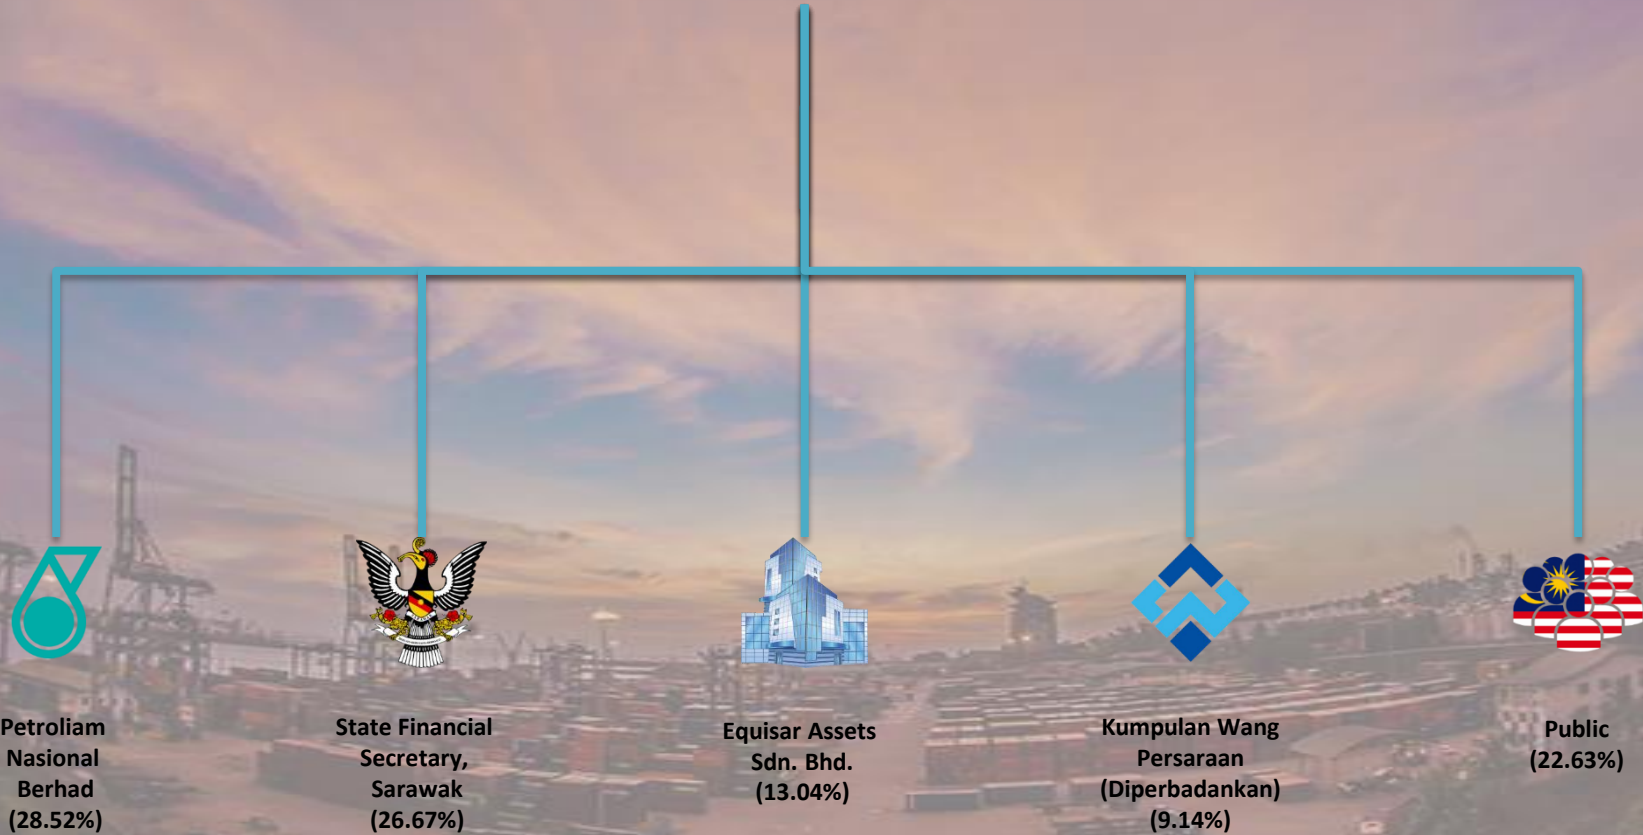 Petroliam
Nasional
Berhad
(28.52%)
State Financial
Secretary,
Sarawak
(26.67%)
Equisar Assets
Sdn. Bhd.
(13.04%)
Kumpulan Wang
Persaraan
(Diperbadankan)
(9.14%)
Public
(22.63%)